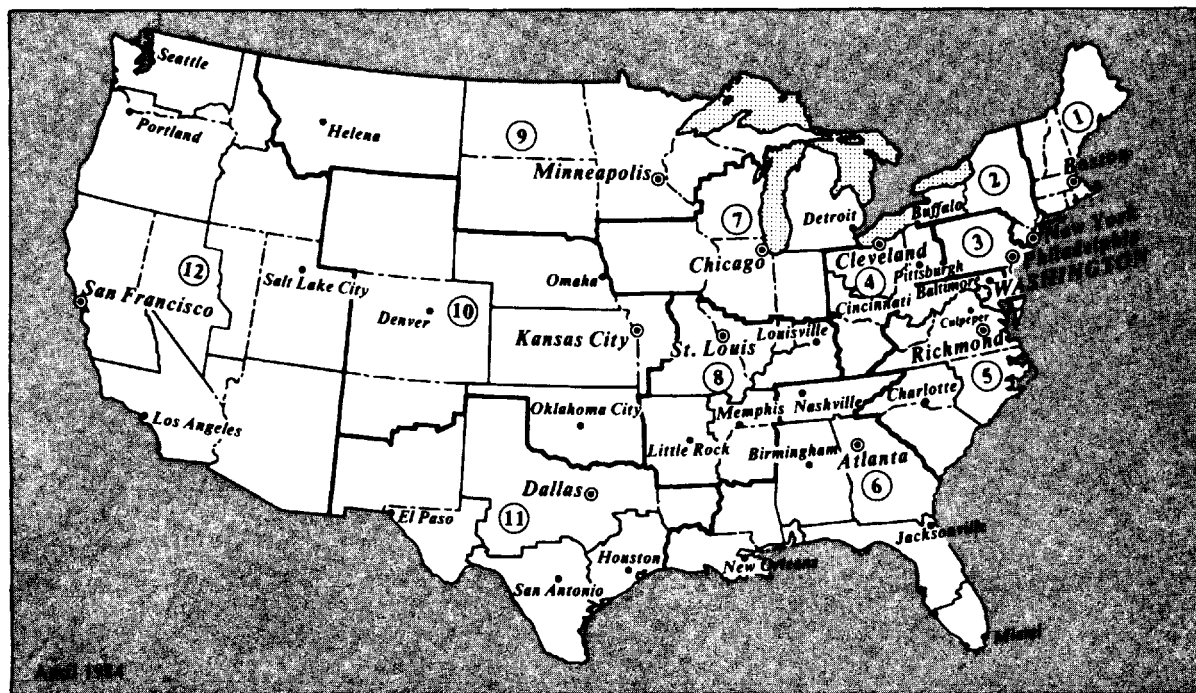 Seattle
Portland
Helena
9
Minneapolis
1
Boston
2
Buffalo
7
Detroit
New York
3
Philadelphia
Cleveland
Chicago
4
Pittsburgh
WASHINGTON
Baltimore
Cincinnati
12
Salt Lake City
San Francisco
Omaha
Denver
10
Kansas City
St. Louis
Louisville
Culpeper
Richmond
8
5
Charlotte
Los Angeles
Oklahoma City
Memphis
Nashville
Little Rock
Birmingham
Atlanta
6
Dallas
11
El Paso
Jacksonville
Houston
New Orleans
San Antonio
Miami
April 1984